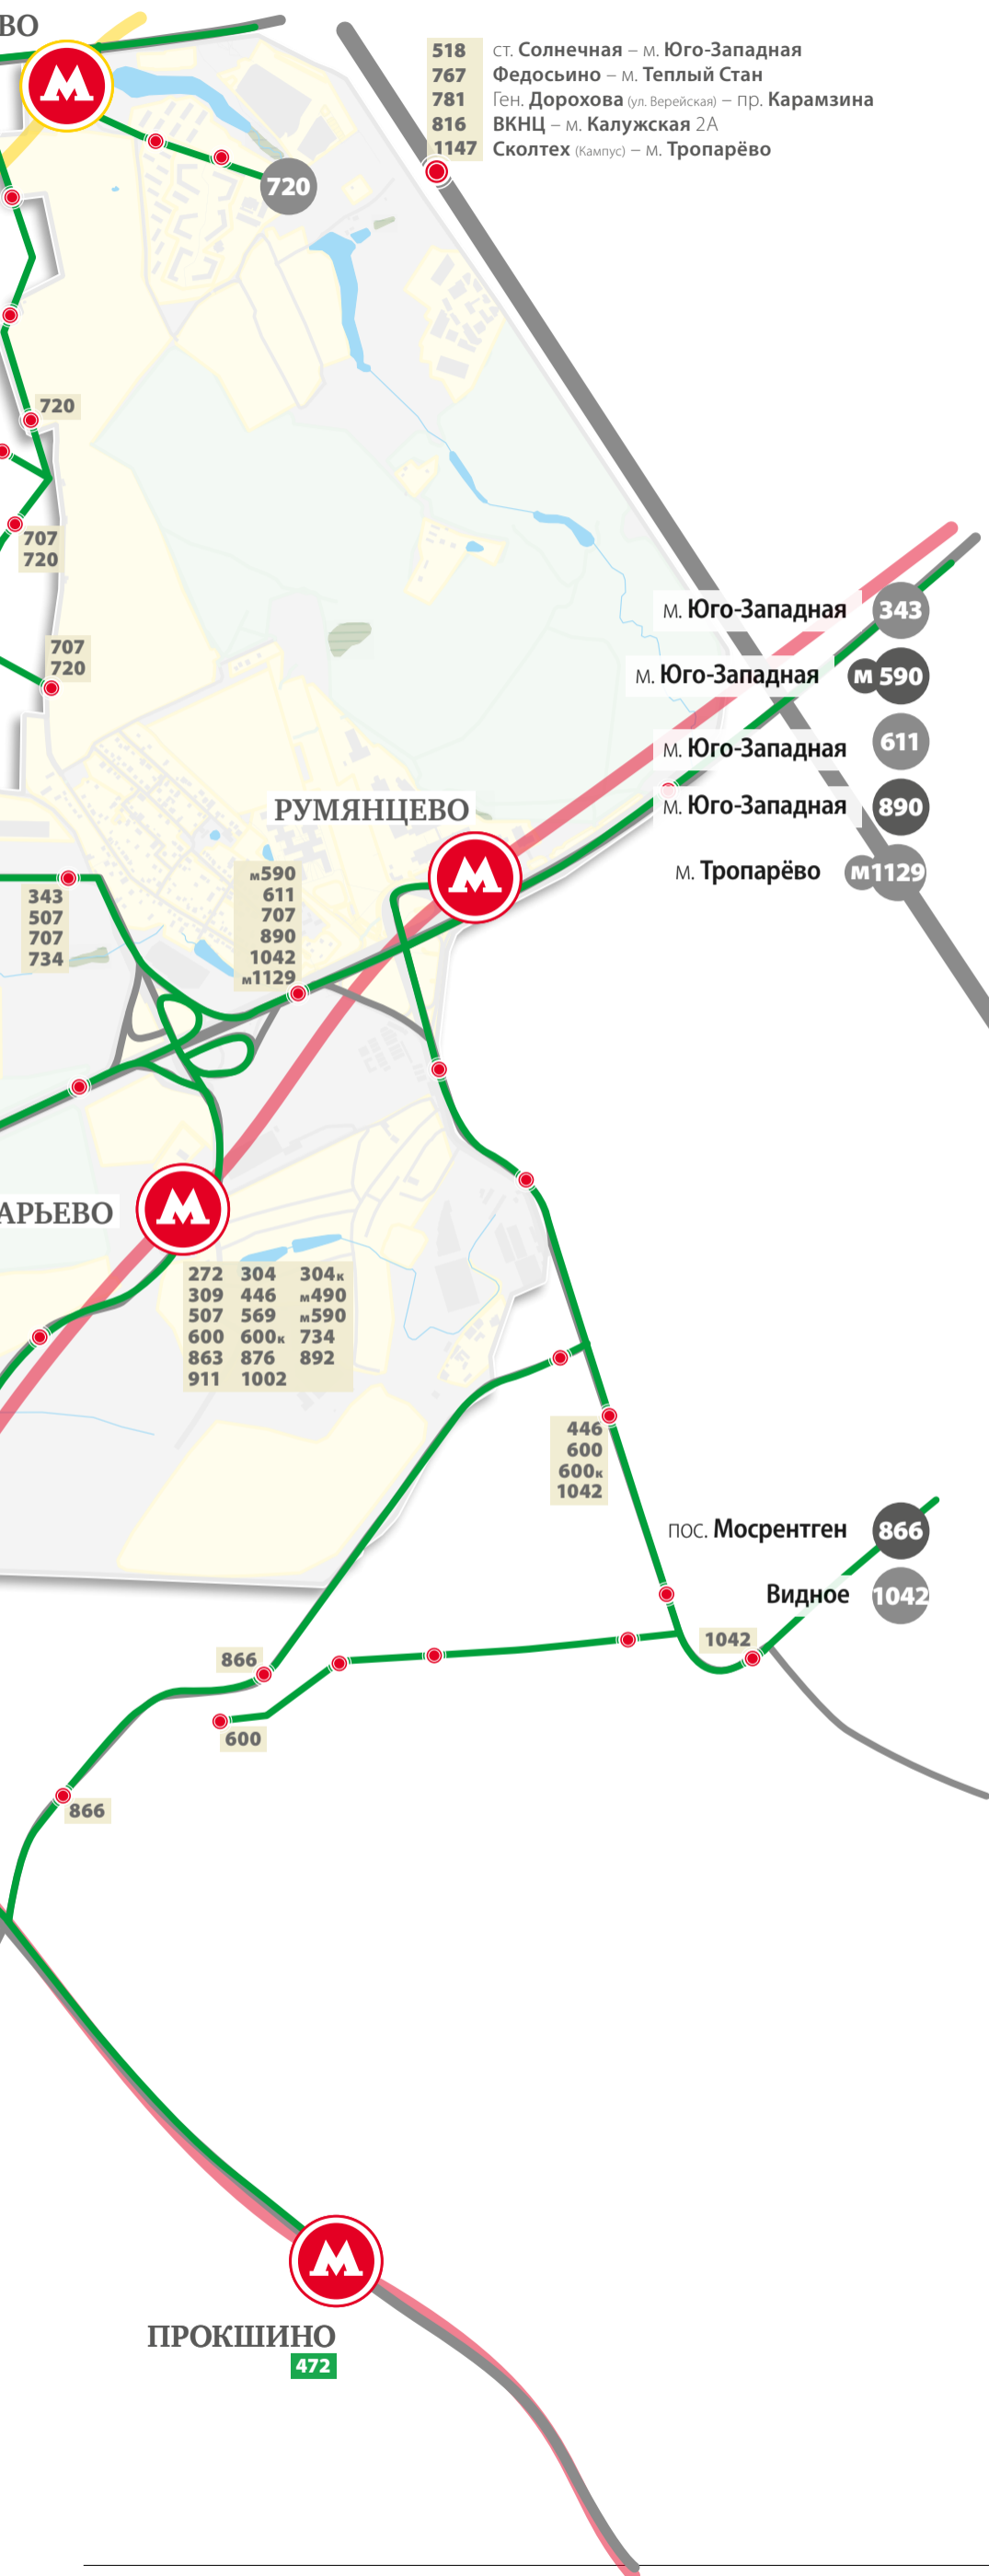 ВО
518 ст. Солнечная – м. Юго-Западная
767 Федосьино – м. Теплый Стан
781 Ген. Дорохова (ул. Верейская) – пр. Карамзина
816 ВКНЦ – м. Калужская 2А
1147 Сколтех (Кампус) – м. Тропарёво
720
720
707
720
707
720
м. Юго-Западная 343
м. Юго-Западная м 590
м. Юго-Западная 611
м. Юго-Западная 890
м. Тропарёво м1129
РУМЯНЦЕВО
343
507
707
734
м590
611
707
890
1042
м1129
АРЬЕВО
272 304 304к
309 446 м490
507 569 м590
600 600к 734
863 876 892
911 1002
446
600
600к
1042
пос. Мосрентген 866
Видное 1042
1042
866
600
866
ПРОКШИНО
472